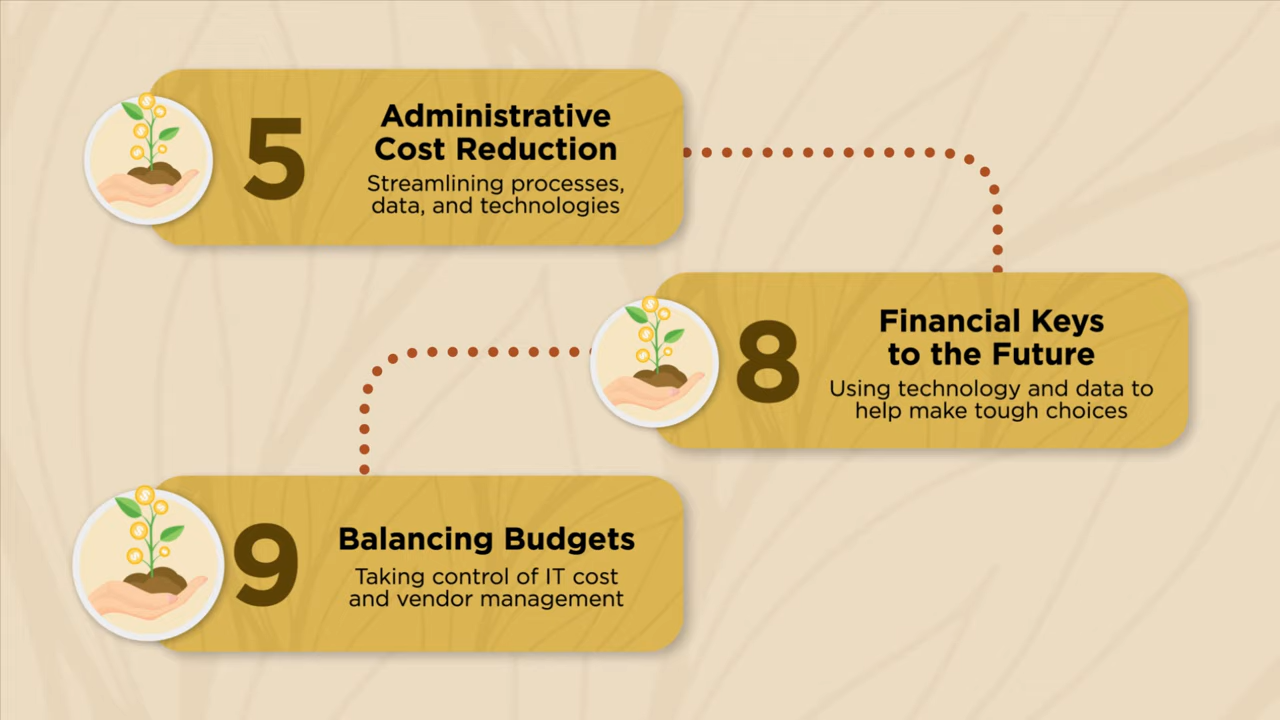 5
Administrative
Cost Reduction
Streamlining processes,
data, and technologies
8
Financial Keys
to the Future
Using technology and data to
help make tough choices
9
Balancing Budgets
Taking control of IT cost
and vendor management